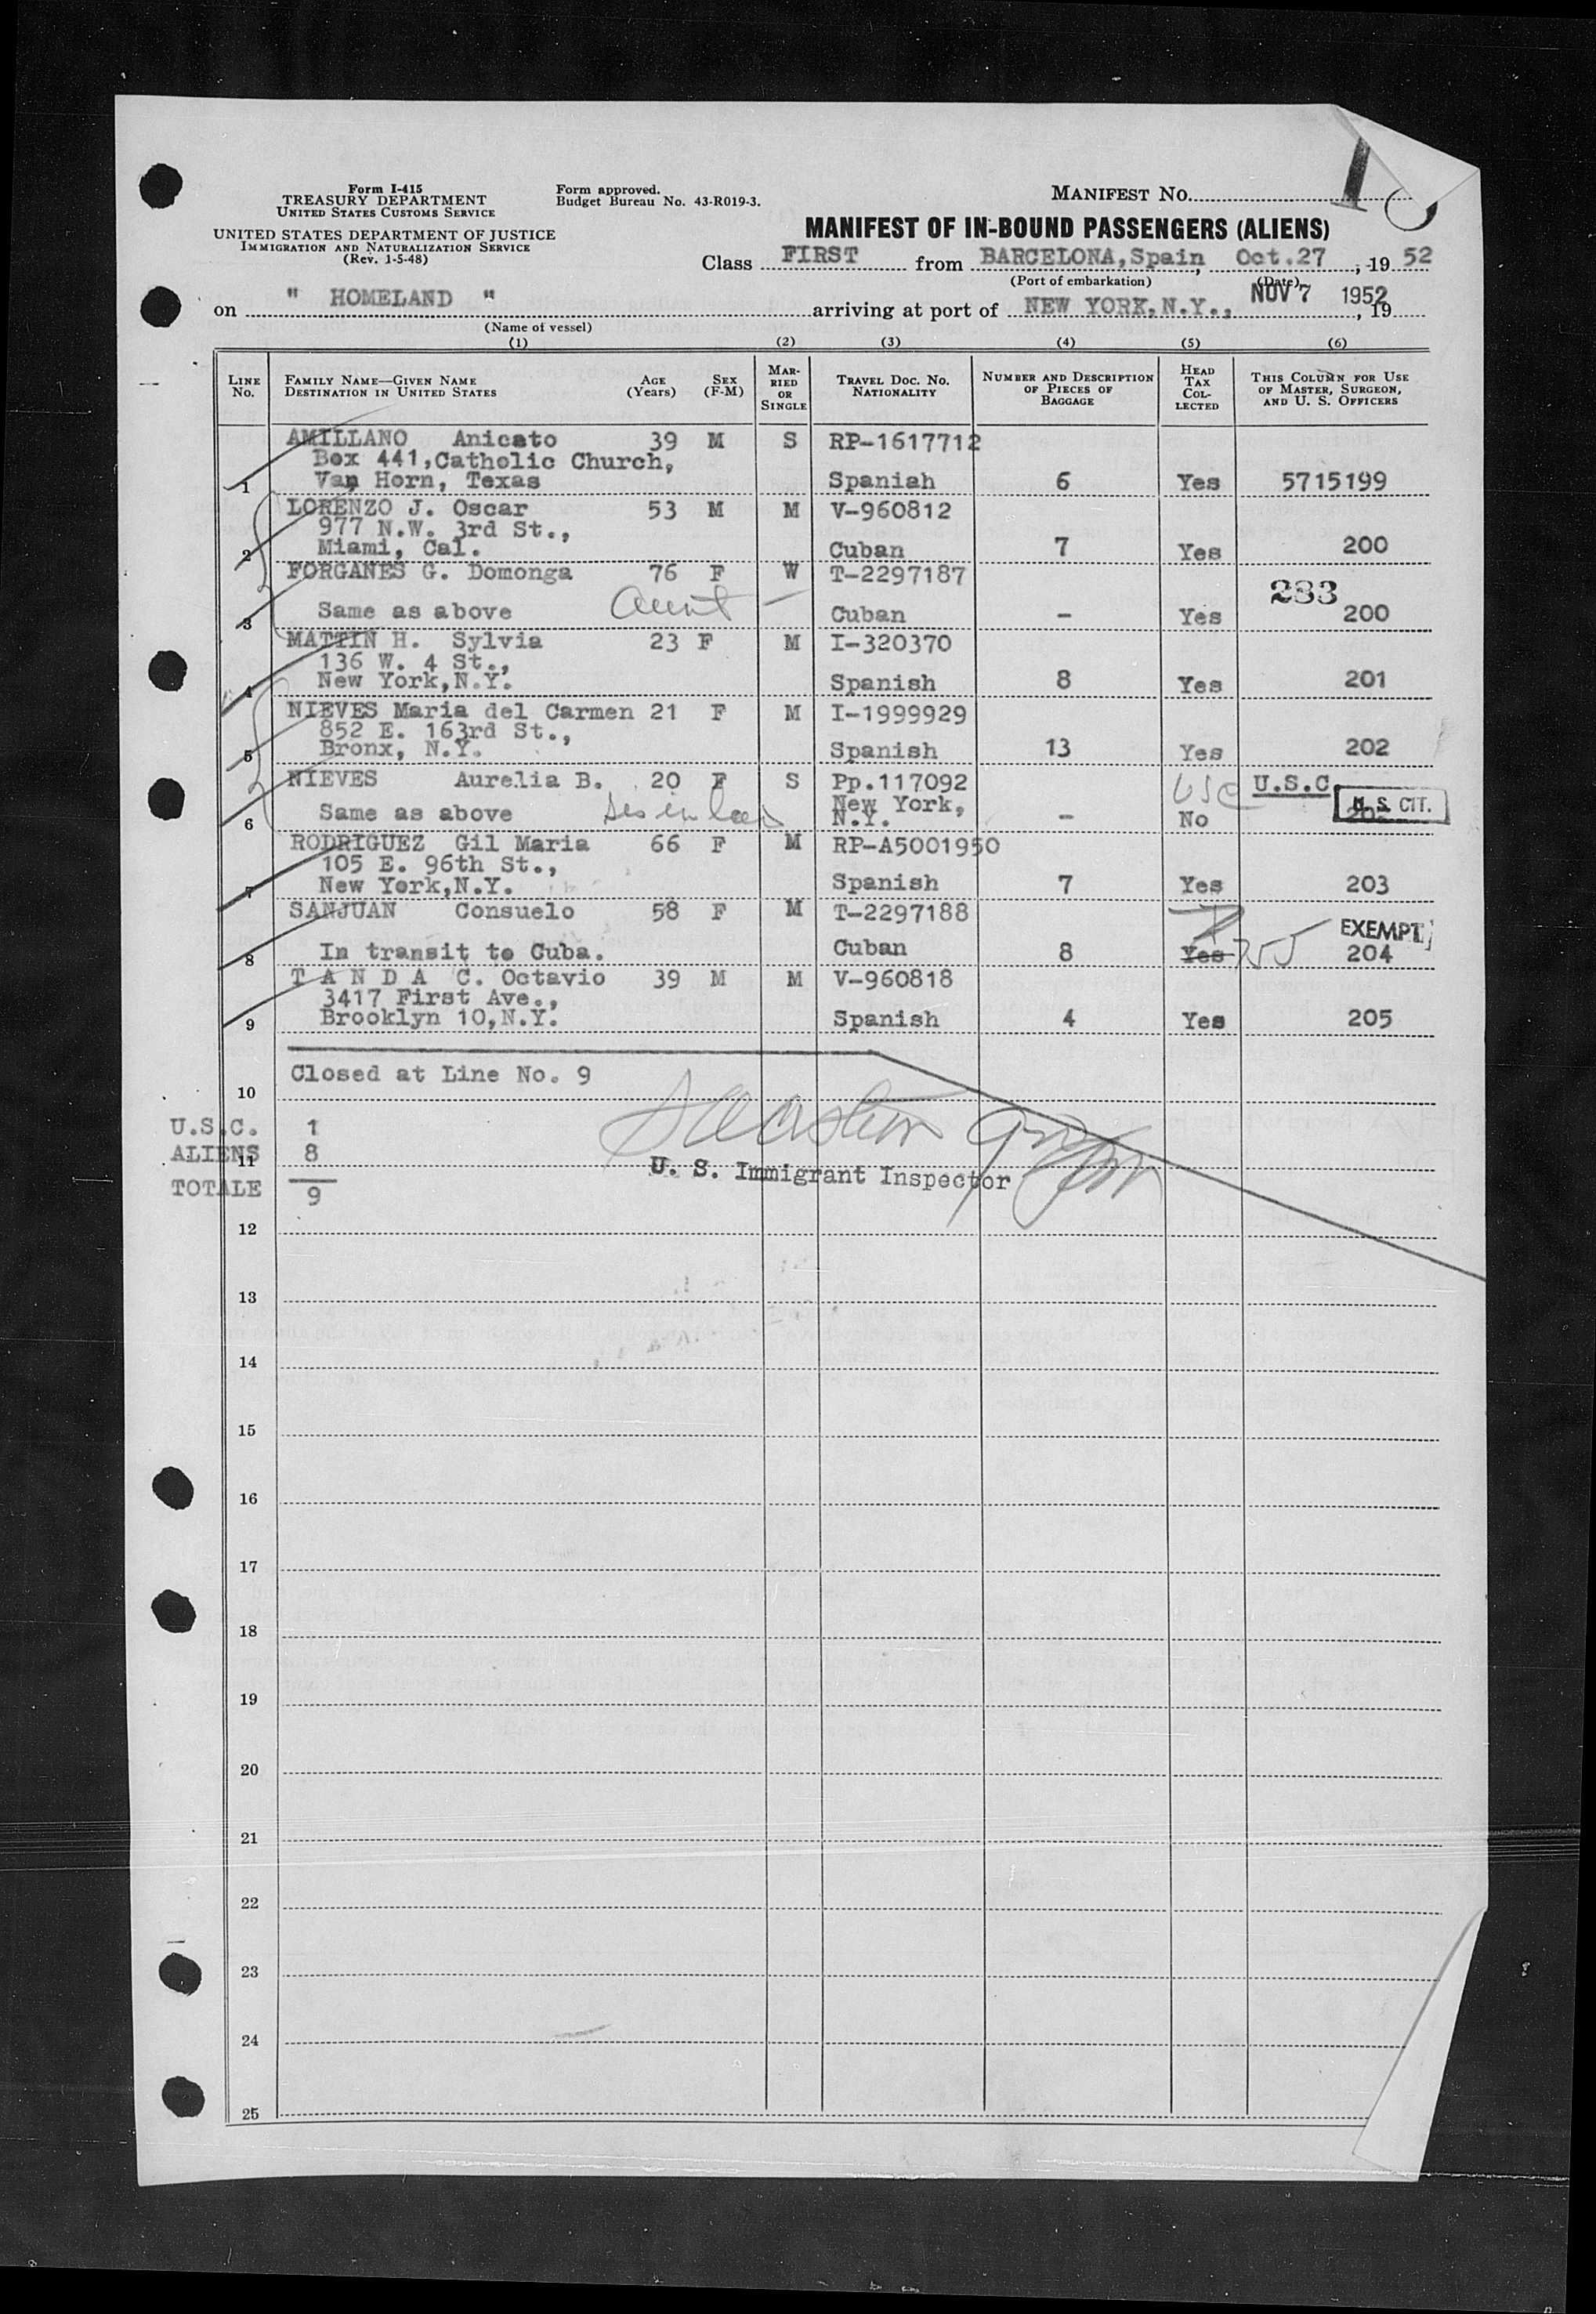 Form I-415
TREASURY DEPARTMENT
UNITED STATES CUSTOMS SERVICE
UNITED STATES DEPARTMENT OF JUSTICE
IMMIGRATION AND NATURALIZATION SERVICE
(Rev. 1-5-48)
Form approved.
Budget Bureau No. 43-R019-3.
MANIFEST No.
MANIFEST OF IN-BOUND PASSENGERS (ALIENS)
Class FIRST from BARCELONA, Spain, Oct. 27, 19 52
(Port of embarkation) (Date)
on " HOMELAND " arriving at port of NEW YORK, N.Y., NOV 7 1952, 19
(Name of vessel)
(1) (2) (3) (4) (5) (6)
LINE No. FAMILY NAME—GIVEN NAME DESTINATION IN UNITED STATES AGE (Years) SEX (F-M) MARRIED OR SINGLE TRAVEL DOC. NO. NATIONALITY NUMBER AND DESCRIPTION OF PIECES OF BAGGAGE HEAD TAX COLLECTED THIS COLUMN FOR USE OF MASTER, SURGEON, AND U. S. OFFICERS
AMILLANO Anicato 39 M S RP-1617712
Box 441, Catholic Church,
1 Van Horn, Texas Spaniah 6 Yes 5715199
LORENZO J. Oscar 53 M M V-960812
977 N.W. 3rd St.,
2 Miami, Cal. Cuban 7 Yes 200
FORGANES G. Domonga 76 F W T-2297187
283
3 Same as above Aunt — Cuban - Yes 200
MATTIN H. Sylvia 23 F M I-320370
136 W. 4 St.,
4 New York, N.Y. Spanish 8 Yes 201
NIEVES Maria del Carmen 21 F M I-1999929
852 E. 163rd St.,
5 Bronx, N.Y. Spanish 13 Yes 202
NIEVES Aurelia B. 20 F S Pp.117092 USC U.S.C.
6 Same as above New York, N.Y. - No U. S. CIT.
RODRIGUEZ Gil Maria 66 F M RP-A5001950
105 E. 96th St.,
7 New York, N.Y. Spanish 7 Yes 203
SANJUAN Consuelo 58 F M T-2297188
EXEMPT
8 In transit to Cuba. Cuban 8 Yes 204
T A N D A C. Octavio 39 M M V-960818
3417 First Ave.,
9 Brooklyn 10, N.Y. Spanish 4 Yes 205
10 Closed at Line No. 9
U.S.C. 1
ALIENS 8
11
U. S. Immigrant Inspector
TOTALE 9
12
13
14
15
16
17
18
19
20
21
22
23
24
25